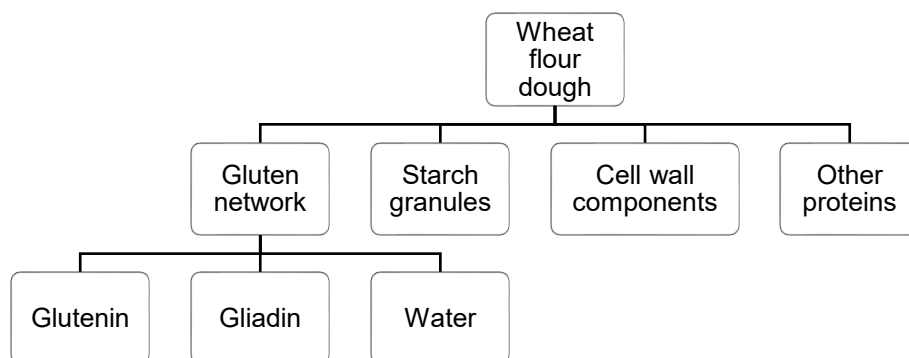 Wheat
flour
dough
Gluten
network
Starch
granules
Cell wall
components
Other
proteins
Glutenin
Gliadin
Water